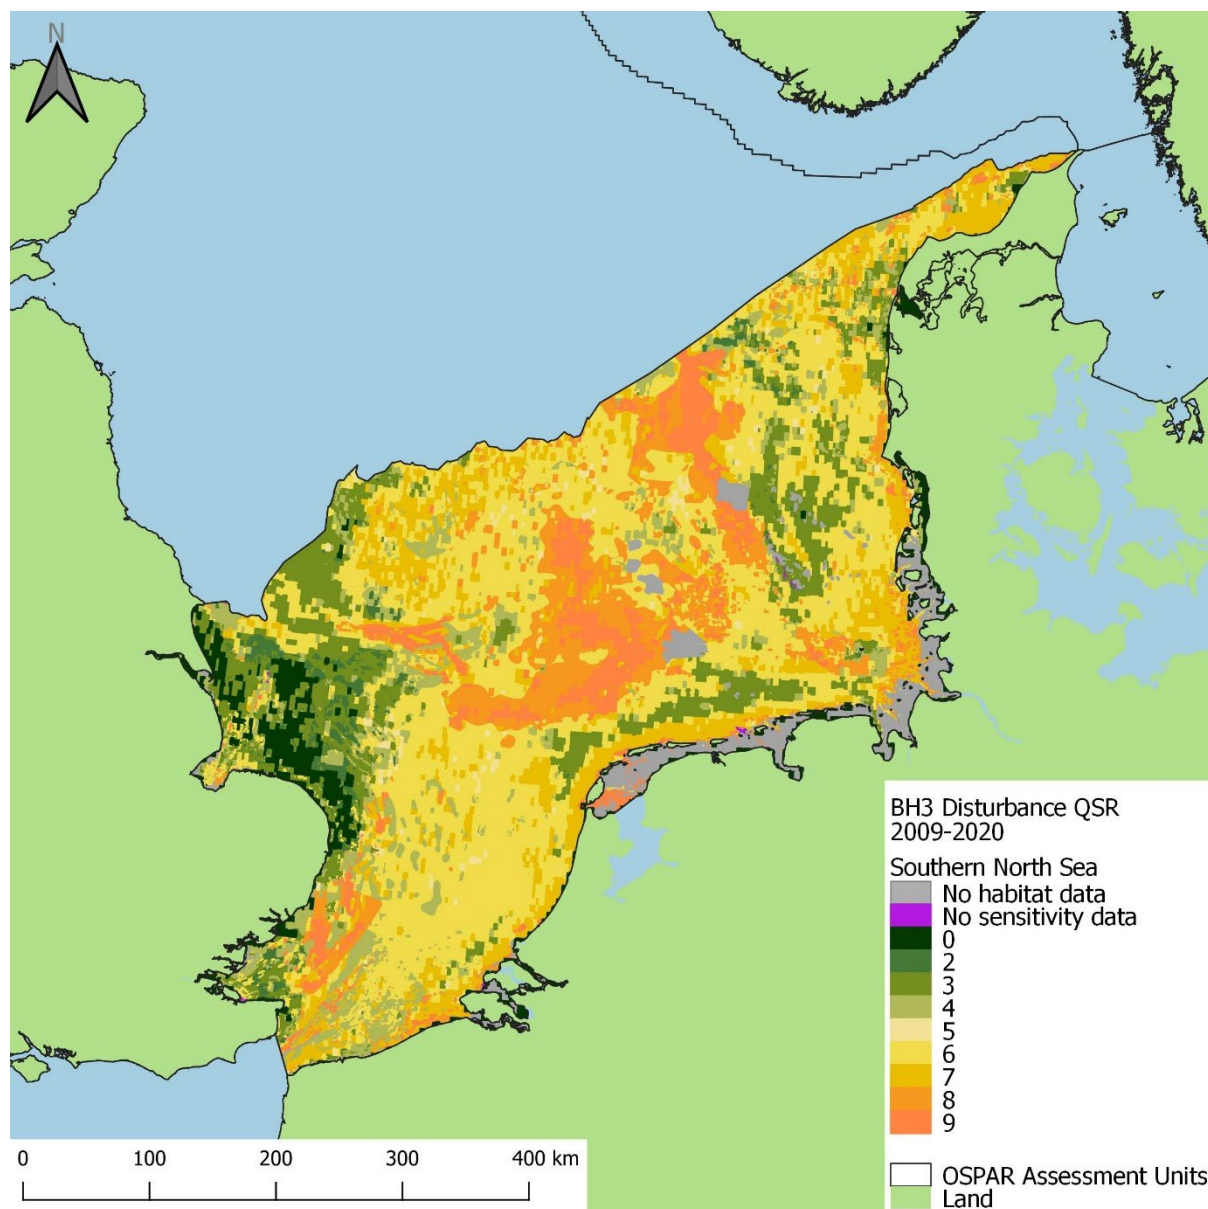 N
BH3 Disturbance QSR
2009-2020
Southern North Sea
No habitat data
No sensitivity data
0
2
3
4
5
6
7
8
9
OSPAR Assessment Units
Land
0 100 200 300 400 km